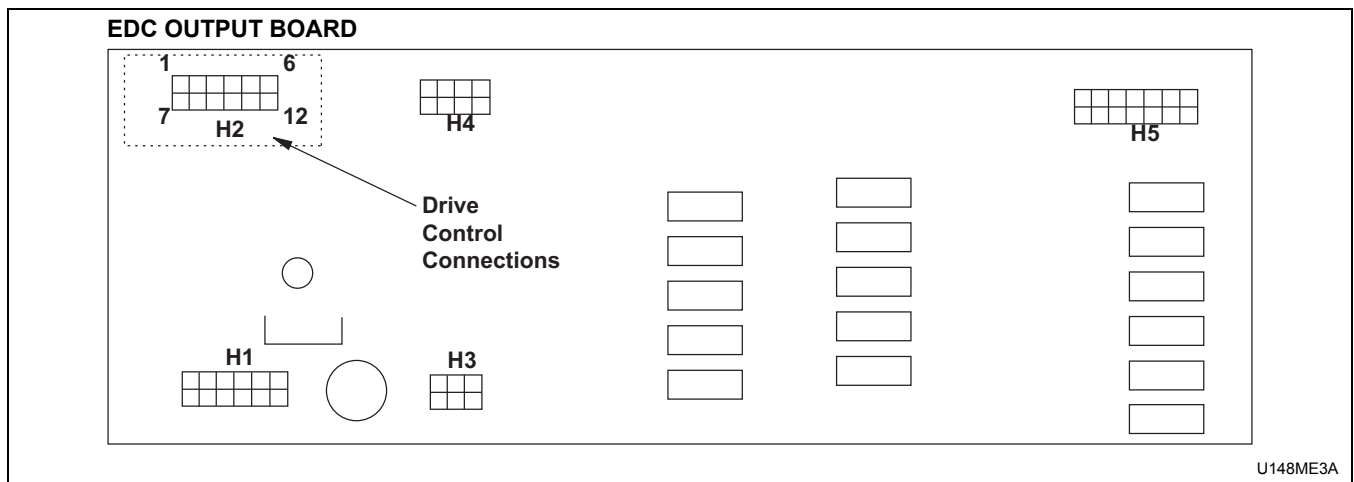 EDC OUTPUT BOARD
1 6
7 12
H2
H4
H5
Drive
Control
Connections
H1
H3
U148ME3A